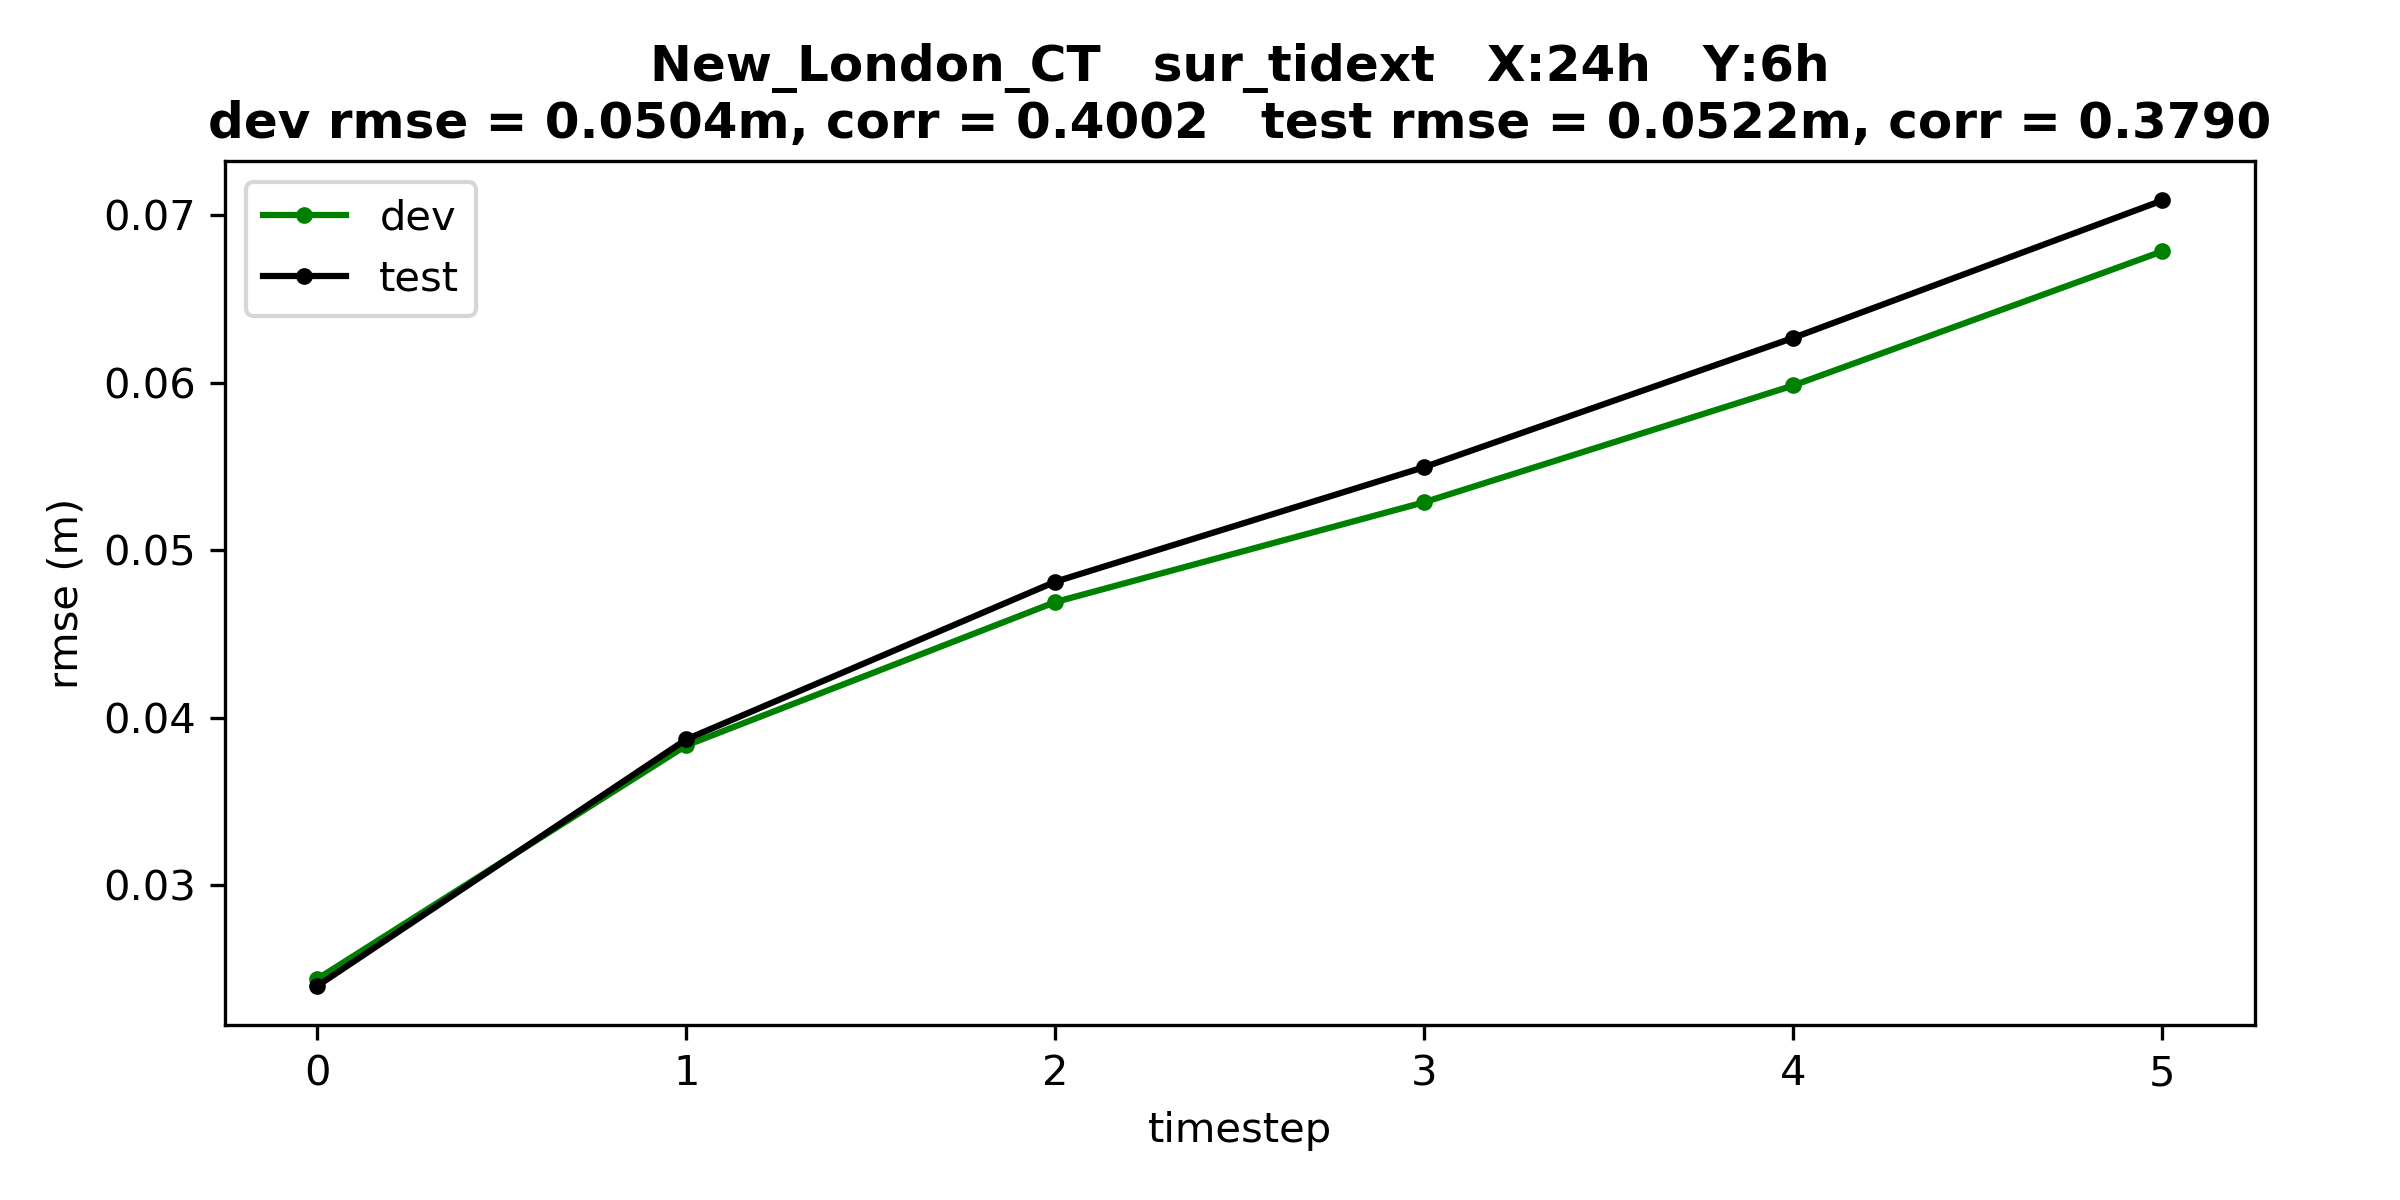 New_London_CT   sur_tidext   X:24h   Y:6h
dev rmse = 0.0504m, corr = 0.4002   test rmse = 0.0522m, corr = 0.3790
dev
test
0.07
0.06
0.05
0.04
0.03
rmse (m)
0 1 2 3 4 5
timestep